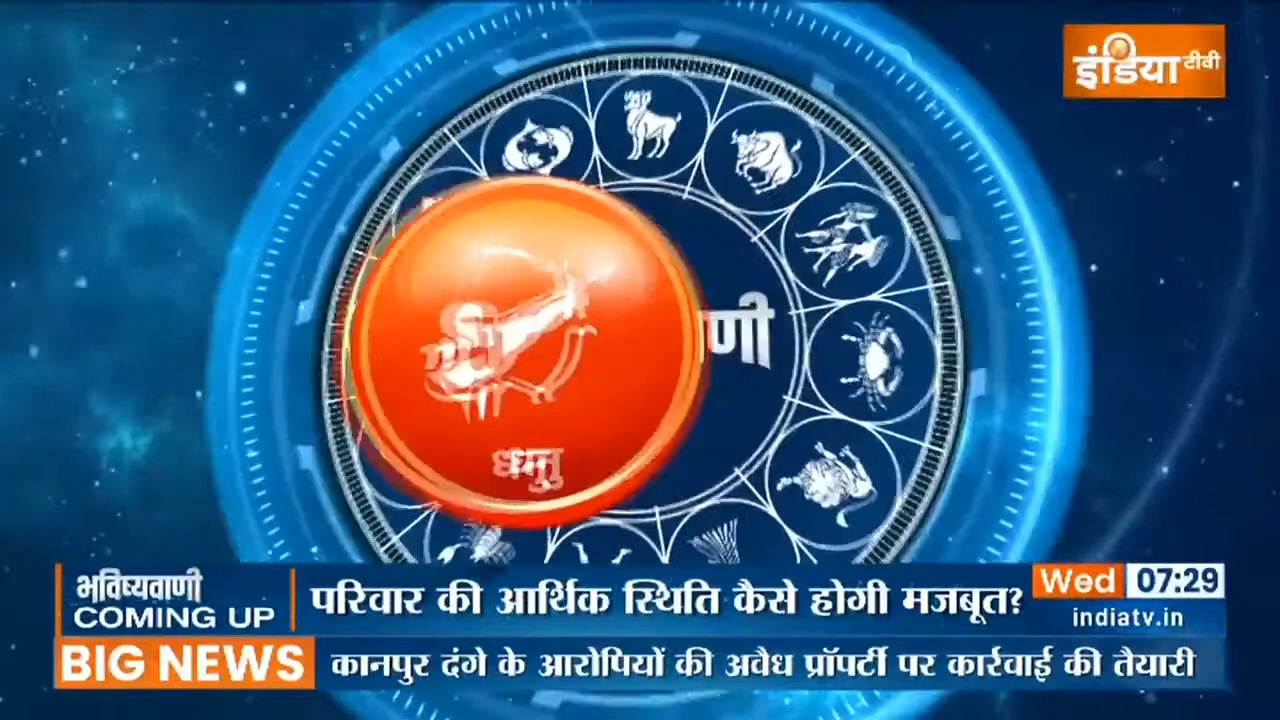 इंडिया टीवी
णी
धनु
भविष्यवाणी
COMING UP
परिवार की आर्थिक स्थिति कैसे होगी मजबूत?
Wed 07:29
indiatv.in
BIG NEWS
कानपुर दंगे के आरोपियों की अवैध प्रॉपर्टी पर कार्रवाई की तैयारी